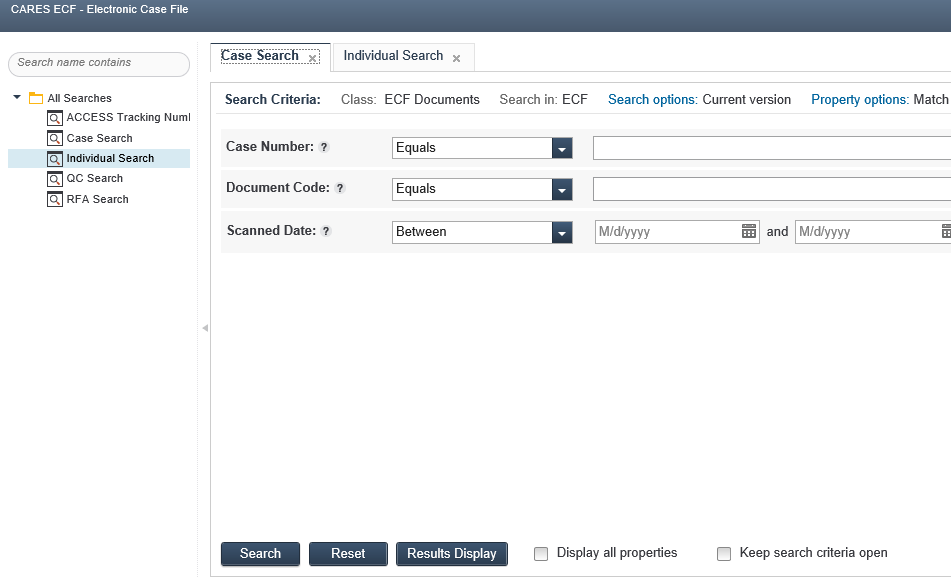 CARES ECF - Electronic Case File
Search name contains
All Searches
ACCESS Tracking Num
Case Search
Individual Search
QC Search
RFA Search
Case Search x Individual Search x
Search Criteria: Class: ECF Documents Search in: ECF Search options: Current version Property options: Match
Case Number: ? Equals
Document Code: ? Equals
Scanned Date: ? Between M/d/yyyy and M/d/yyyy
Search Reset Results Display Display all properties Keep search criteria open